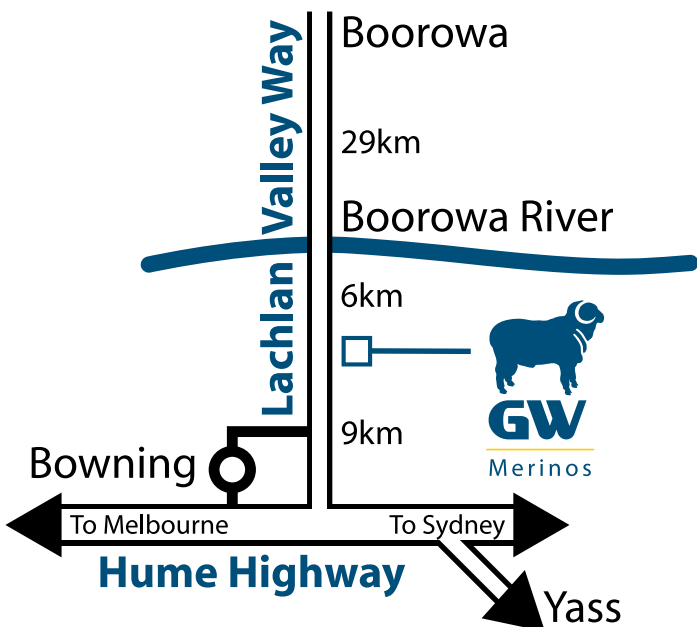 Boorowa
Lachlan Valley Way
29km
Boorowa River
6km
GW
Merinos
9km
Bowning
To Melbourne
To Sydney
Hume Highway
Yass